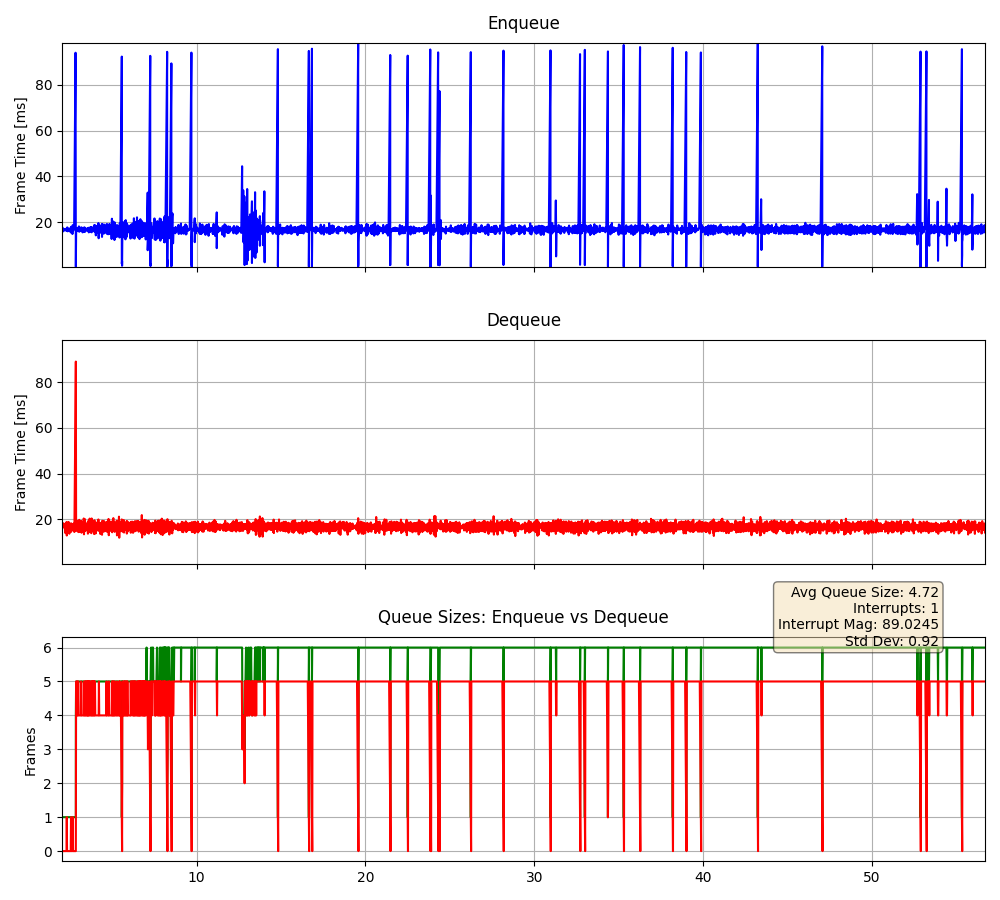 Enqueue
Frame Time [ms]
80
60
40
20
Dequeue
Frame Time [ms]
80
60
40
20
Queue Sizes: Enqueue vs Dequeue
Avg Queue Size: 4.72
Interrupts: 1
Interrupt Mag: 89.0245
Std Dev: 0.92
Frames
6
5
4
3
2
1
0
10 20 30 40 50